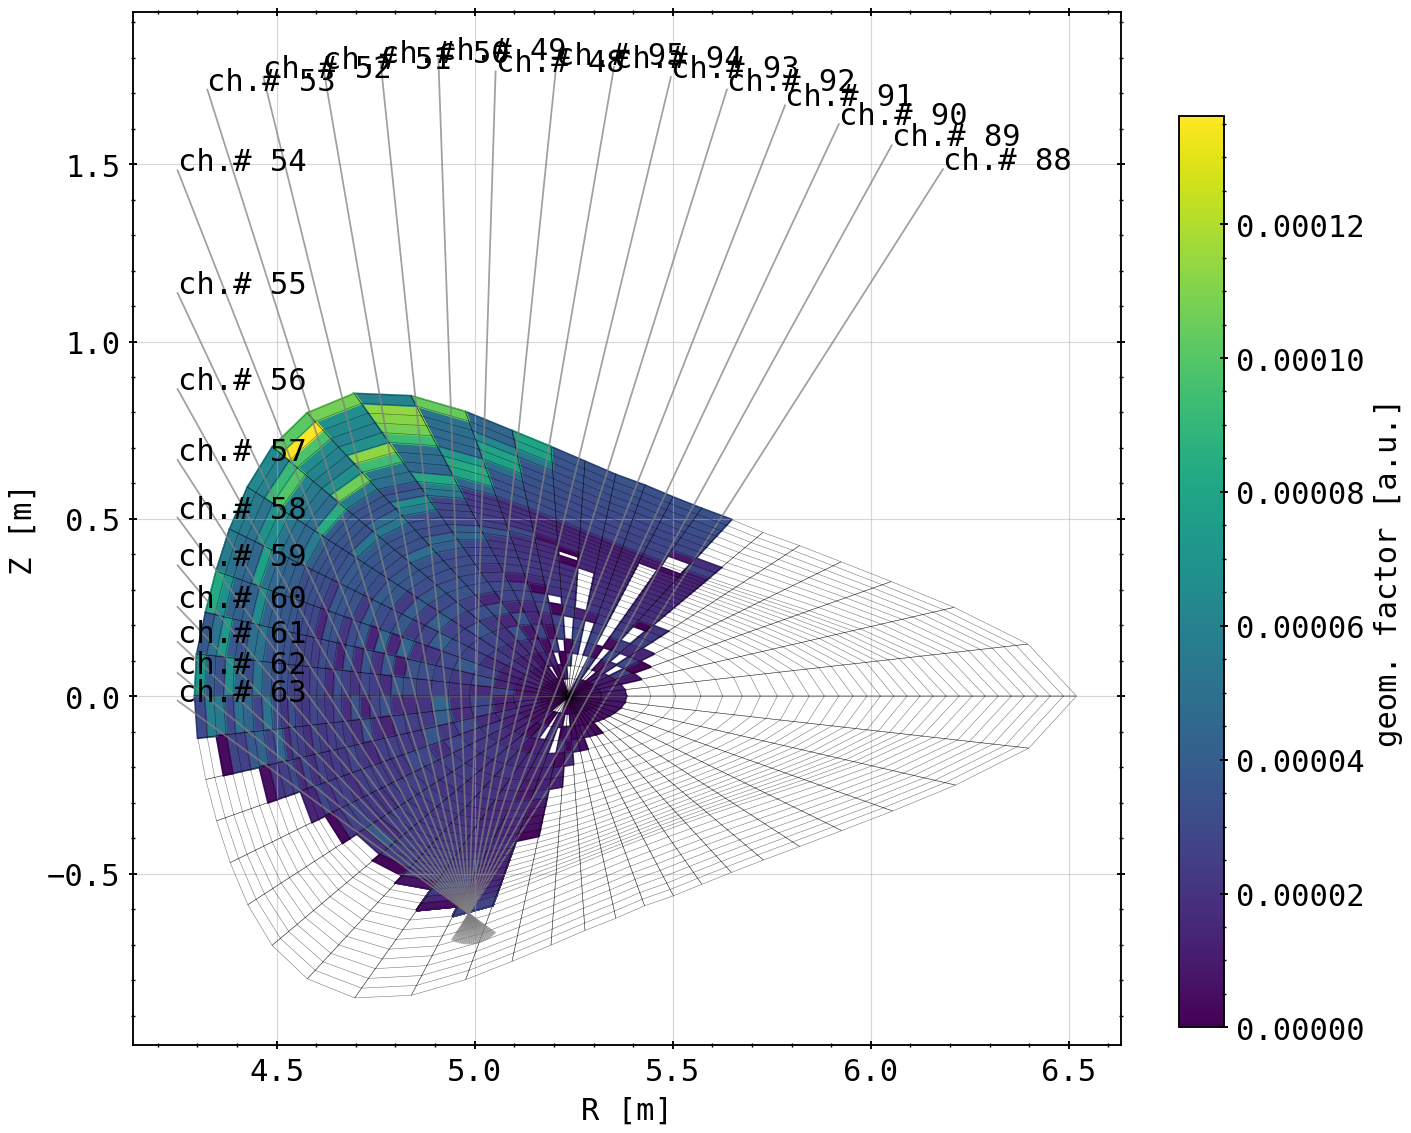 ch.# 49
ch.# 50
ch.# 51
ch.# 52
ch.# 53
ch.# 48
ch.# 95
ch.# 94
ch.# 93
ch.# 92
ch.# 91
ch.# 90
ch.# 89
ch.# 88
ch.# 54
ch.# 55
ch.# 56
ch.# 57
ch.# 58
ch.# 59
ch.# 60
ch.# 61
ch.# 62
ch.# 63
1.5
1.0
0.5
0.0
−0.5
Z [m]
4.5 5.0 5.5 6.0 6.5
R [m]
0.00012
0.00010
0.00008
0.00006
0.00004
0.00002
0.00000
geom. factor [a.u.]